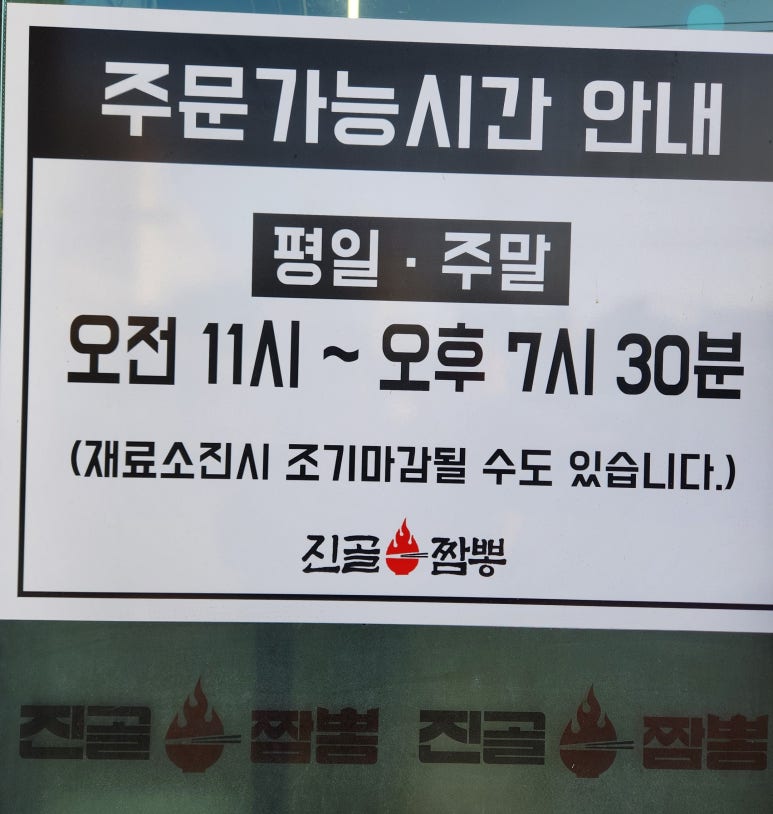 주문가능시간 안내
평일 · 주말
오전 11시 ~ 오후 7시 30분
(재료소진시 조기마감될 수도 있습니다.)
진골 짬뽕
진골 짬뽕 진골 짬뽕